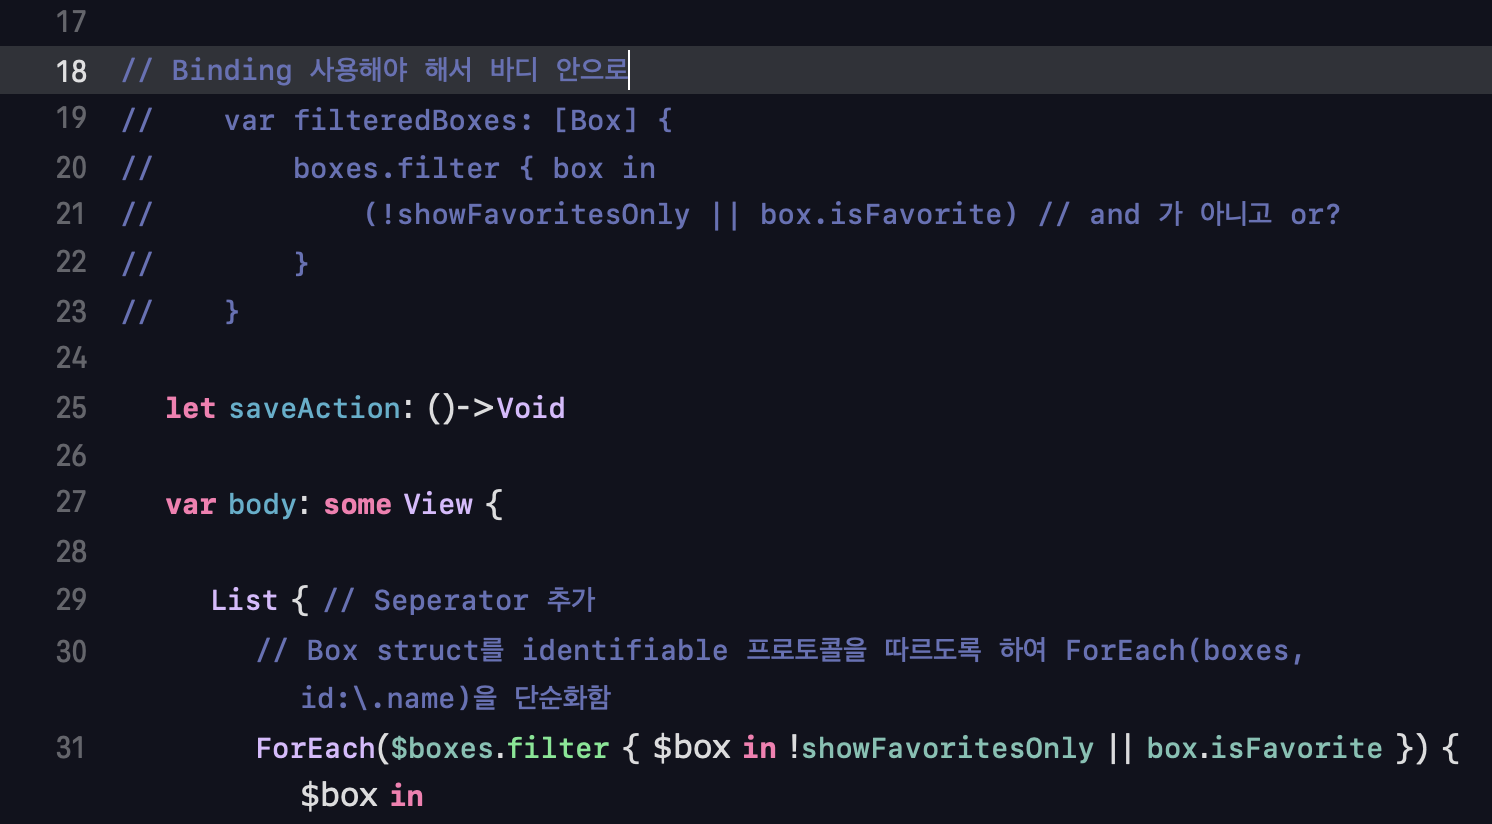 17
18 // Binding 사용해야 해서 바디 안으로
19 //    var filteredBoxes: [Box] {
20 //        boxes.filter { box in
21 //            (!showFavoritesOnly || box.isFavorite) // and 가 아니고 or?
22 //        }
23 //    }
24
25 let saveAction: ()->Void
26
27 var body: some View {
28
29 List { // Seperator 추가
30 // Box struct를 identifiable 프로토콜을 따르도록 하여 ForEach(boxes,
id:\.name)을 단순화함
31 ForEach($boxes.filter { $box in !showFavoritesOnly || box.isFavorite }) {
$box in